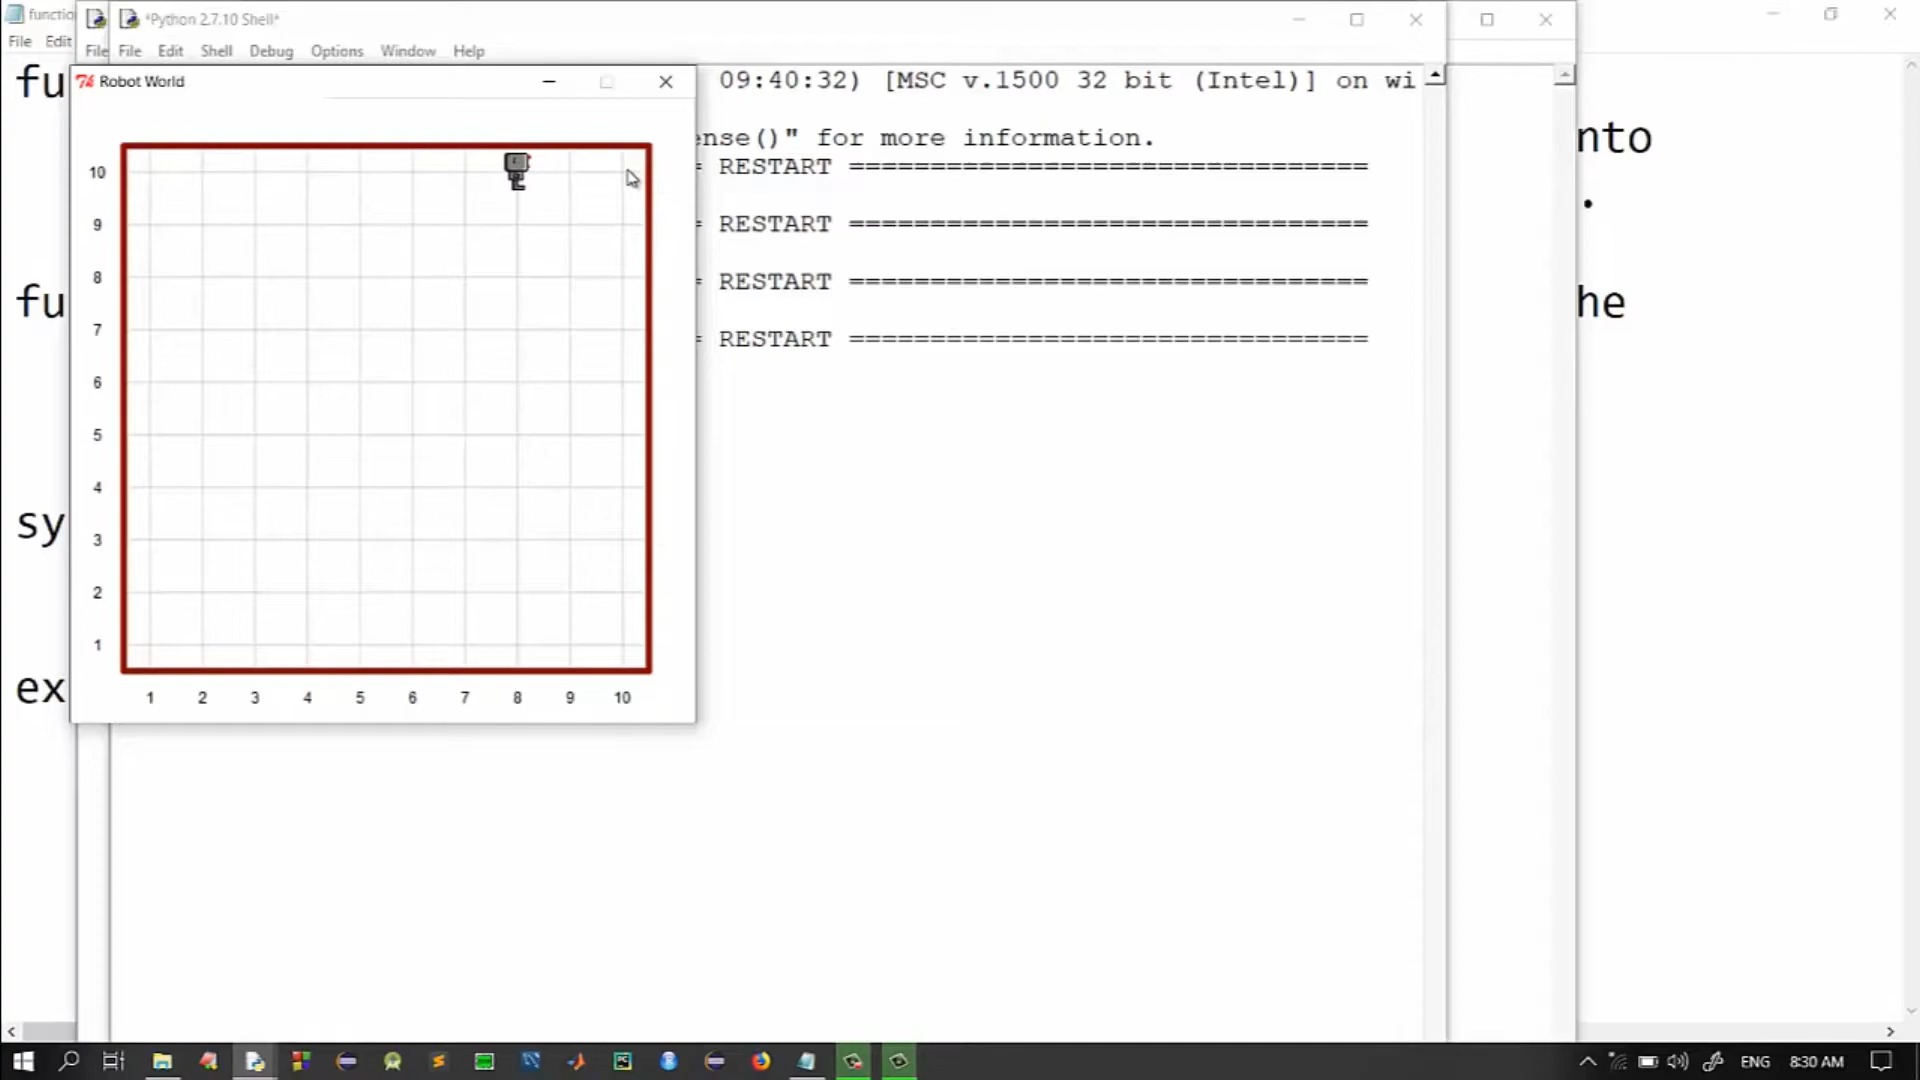 functio
File Edit
File
*Python 2.7.10 Shell*
File Edit Shell Debug Options Window Help
Robot World
09:40:32) [MSC v.1500 32 bit (Intel)] on wi
ense()" for more information.
= RESTART ================================
= RESTART ================================
= RESTART ================================
= RESTART ================================
fu
nto
.
fu
he
sy
ex
10
9
8
7
6
5
4
3
2
1
1 2 3 4 5 6 7 8 9 10
ENG 8:30 AM